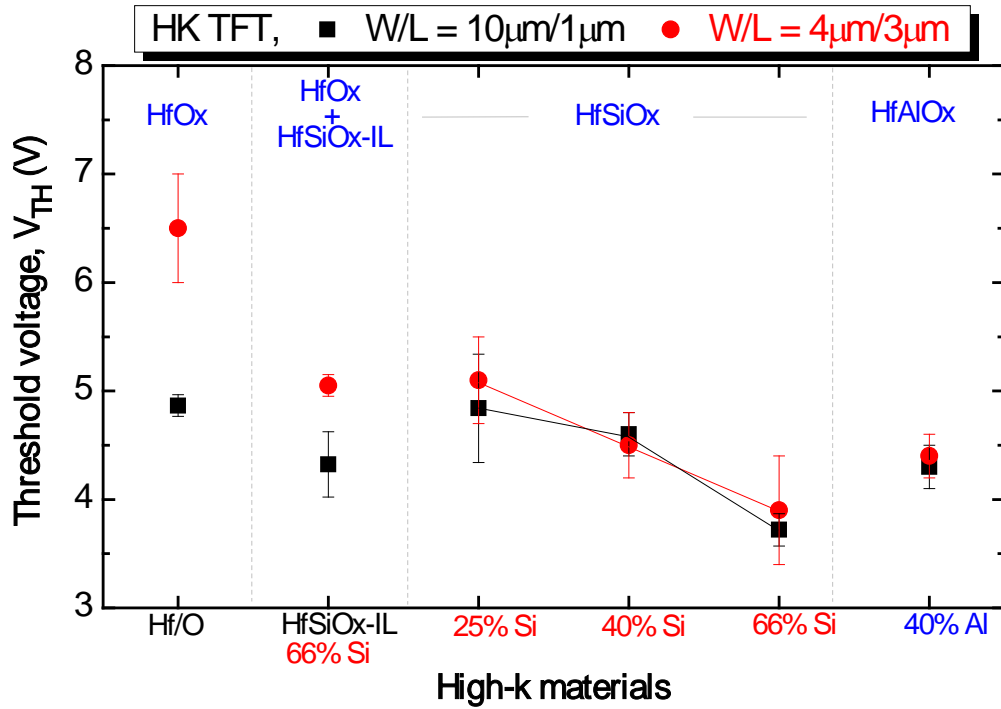 HK TFT, ■ W/L = 10μm/1μm ● W/L = 4μm/3μm
Threshold voltage, V_TH (V)
8
7
6
5
4
3
HfOx
HfOx
+
HfSiOx-IL
HfSiOx
HfAlOx
Hf/O
HfSiOx-IL
66% Si
25% Si
40% Si
66% Si
40% Al
High-k materials